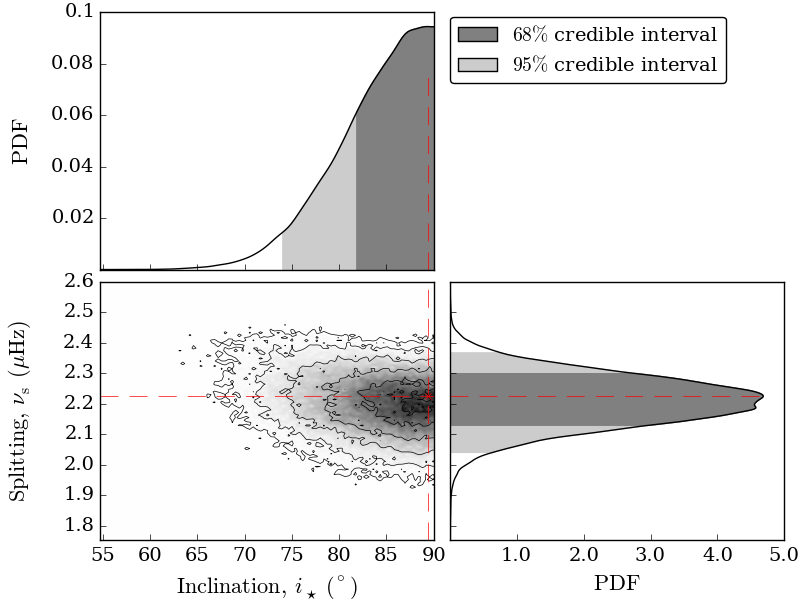 0.1
0.08
0.06
0.04
0.02
PDF
68% credible interval
95% credible interval
2.6
2.5
2.4
2.3
2.2
2.1
2.0
1.9
1.8
Splitting, νs (μHz)
55 60 65 70 75 80 85 90
Inclination, i⋆ (°)
1.0 2.0 3.0 4.0 5.0
PDF